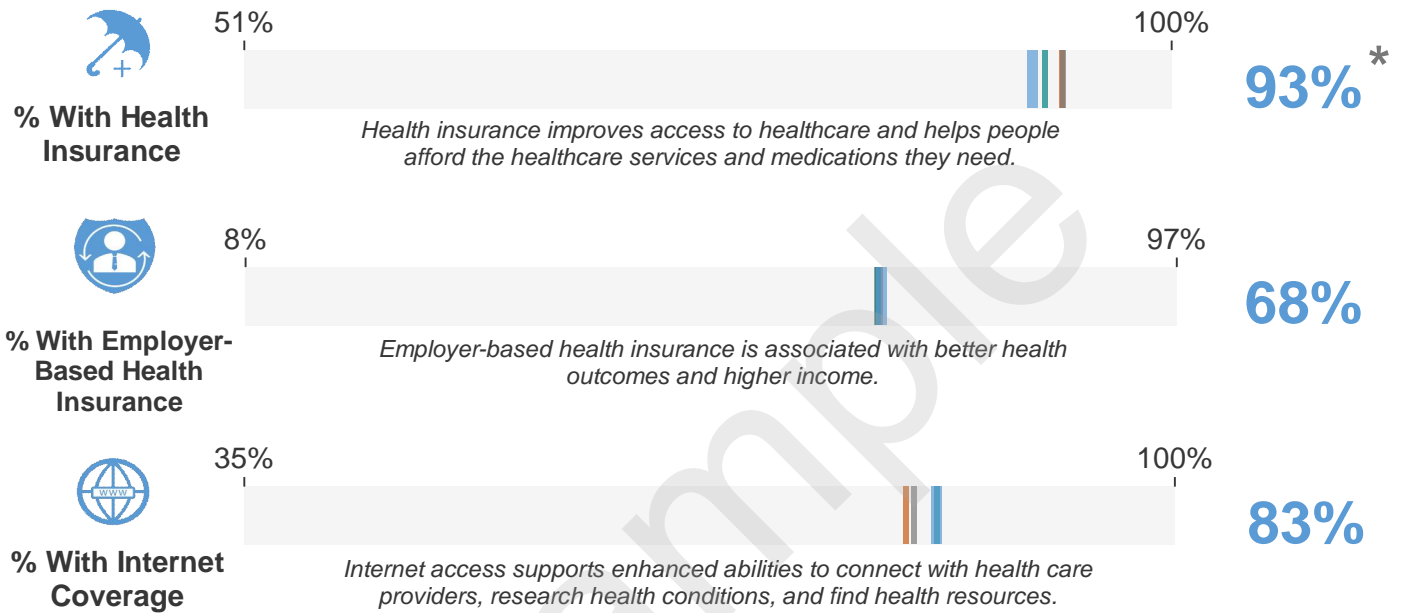 51%
100%
93%*
% With Health
Insurance
Health insurance improves access to healthcare and helps people
afford the healthcare services and medications they need.
8%
97%
68%
% With Employer-
Based Health
Insurance
Employer-based health insurance is associated with better health
outcomes and higher income.
35%
100%
www
83%
% With Internet
Coverage
Internet access supports enhanced abilities to connect with health care
providers, research health conditions, and find health resources.
ample